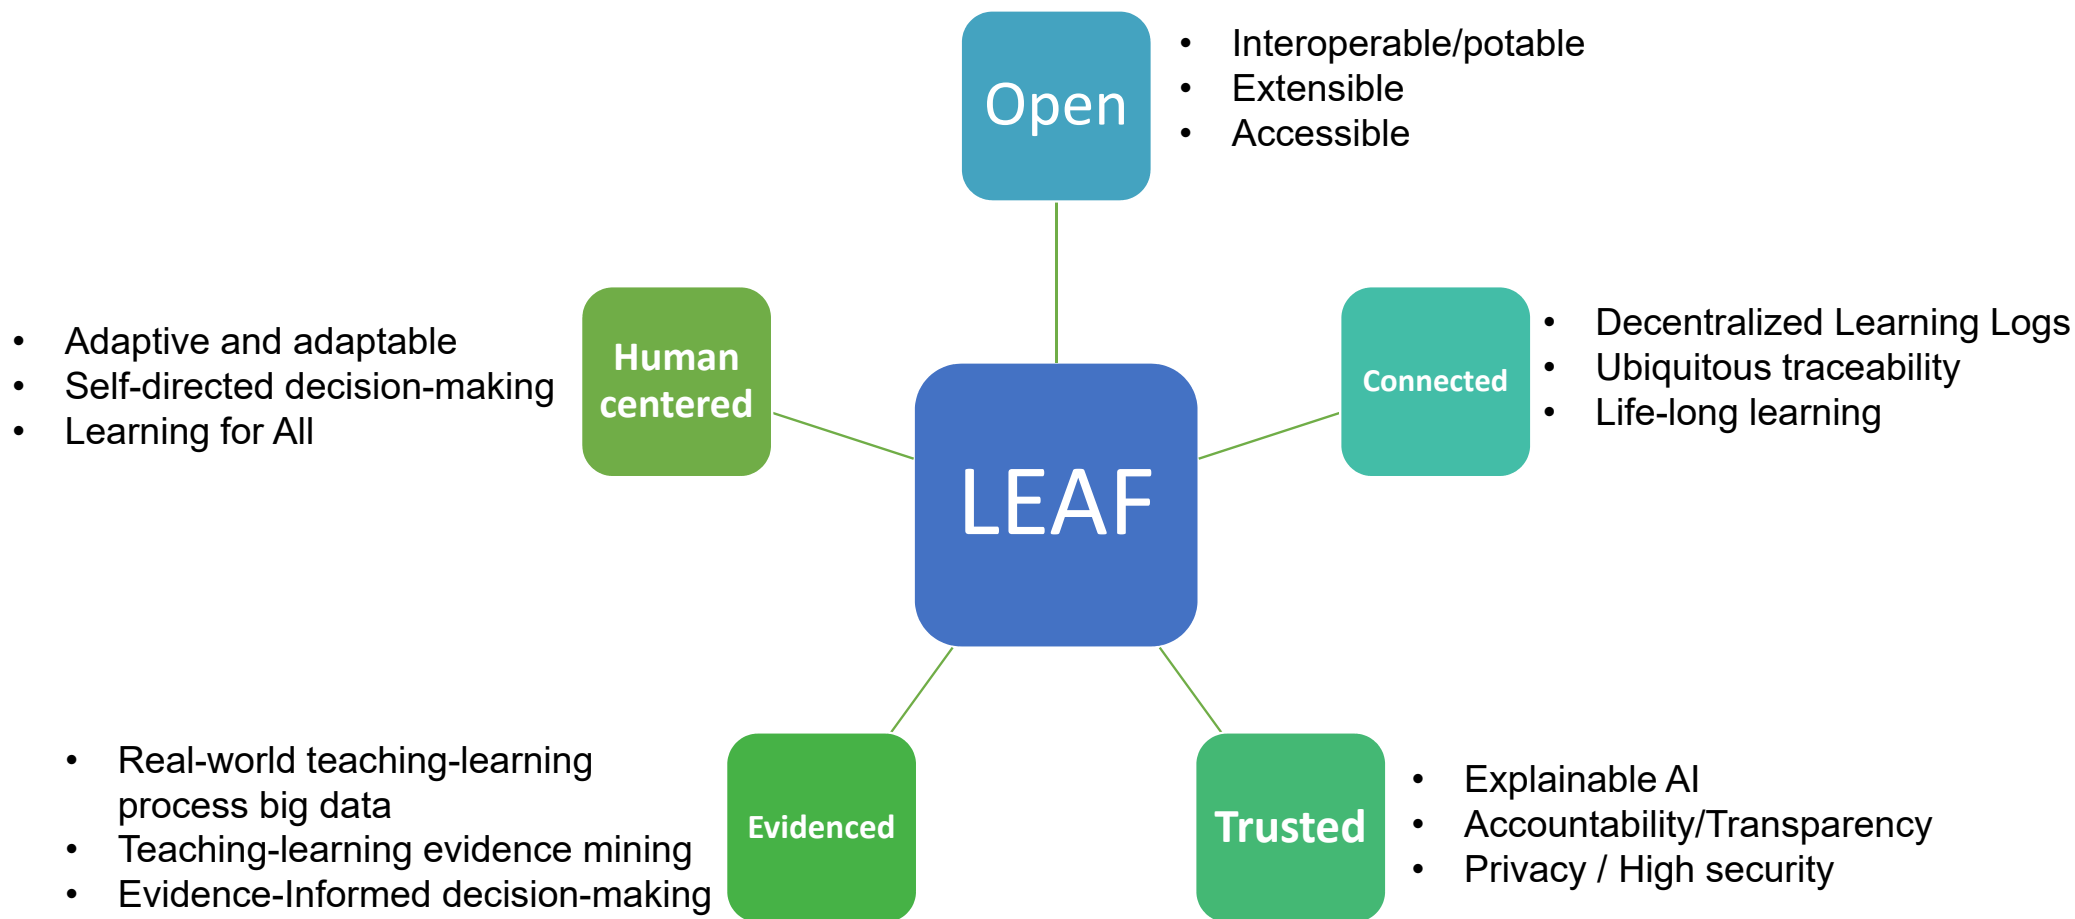 Open
• Interoperable/potable
• Extensible
• Accessible
• Adaptive and adaptable
• Self-directed decision-making
• Learning for All
Human
centered
Connected
• Decentralized Learning Logs
• Ubiquitous traceability
• Life-long learning
LEAF
• Real-world teaching-learning
process big data
• Teaching-learning evidence mining
• Evidence-Informed decision-making
Evidenced
Trusted
• Explainable AI
• Accountability/Transparency
• Privacy / High security